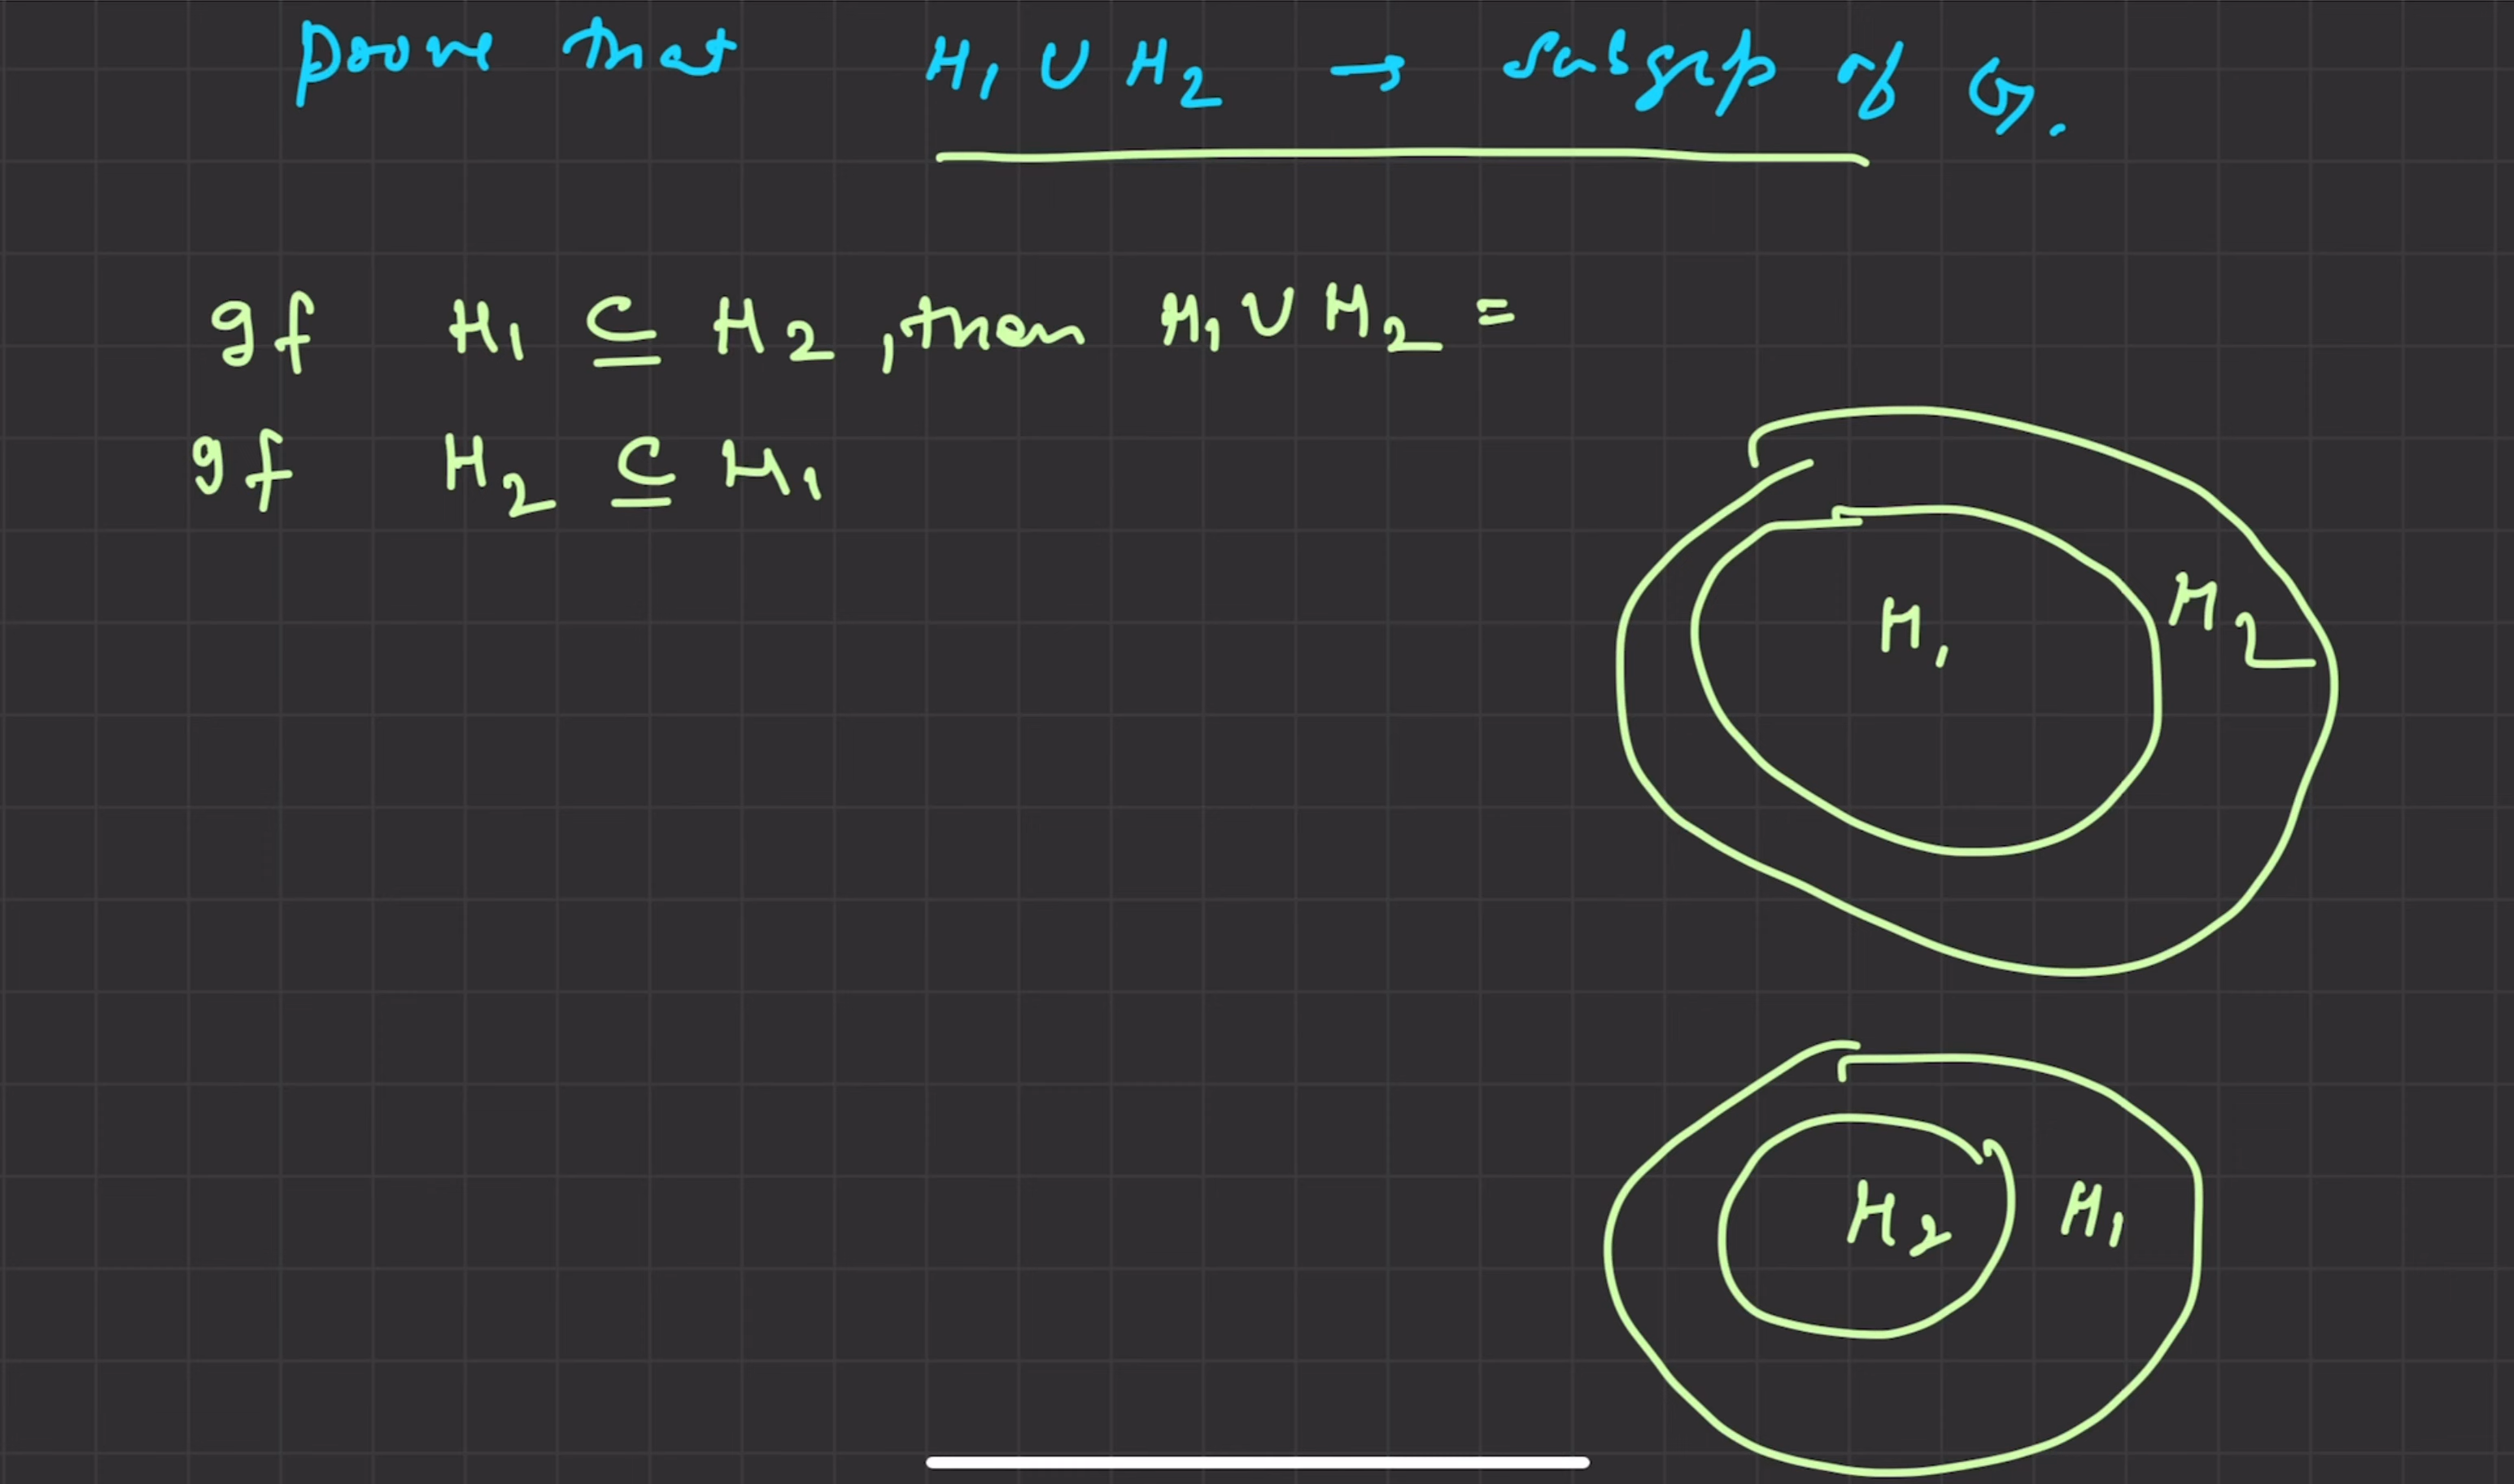 Prove that H₁ ∪ H₂ → subgrp of G.
If H₁ ⊆ H₂, then H₁ ∪ H₂ =
If H₂ ⊆ H₁
H₁ H₂
H₂ H₁